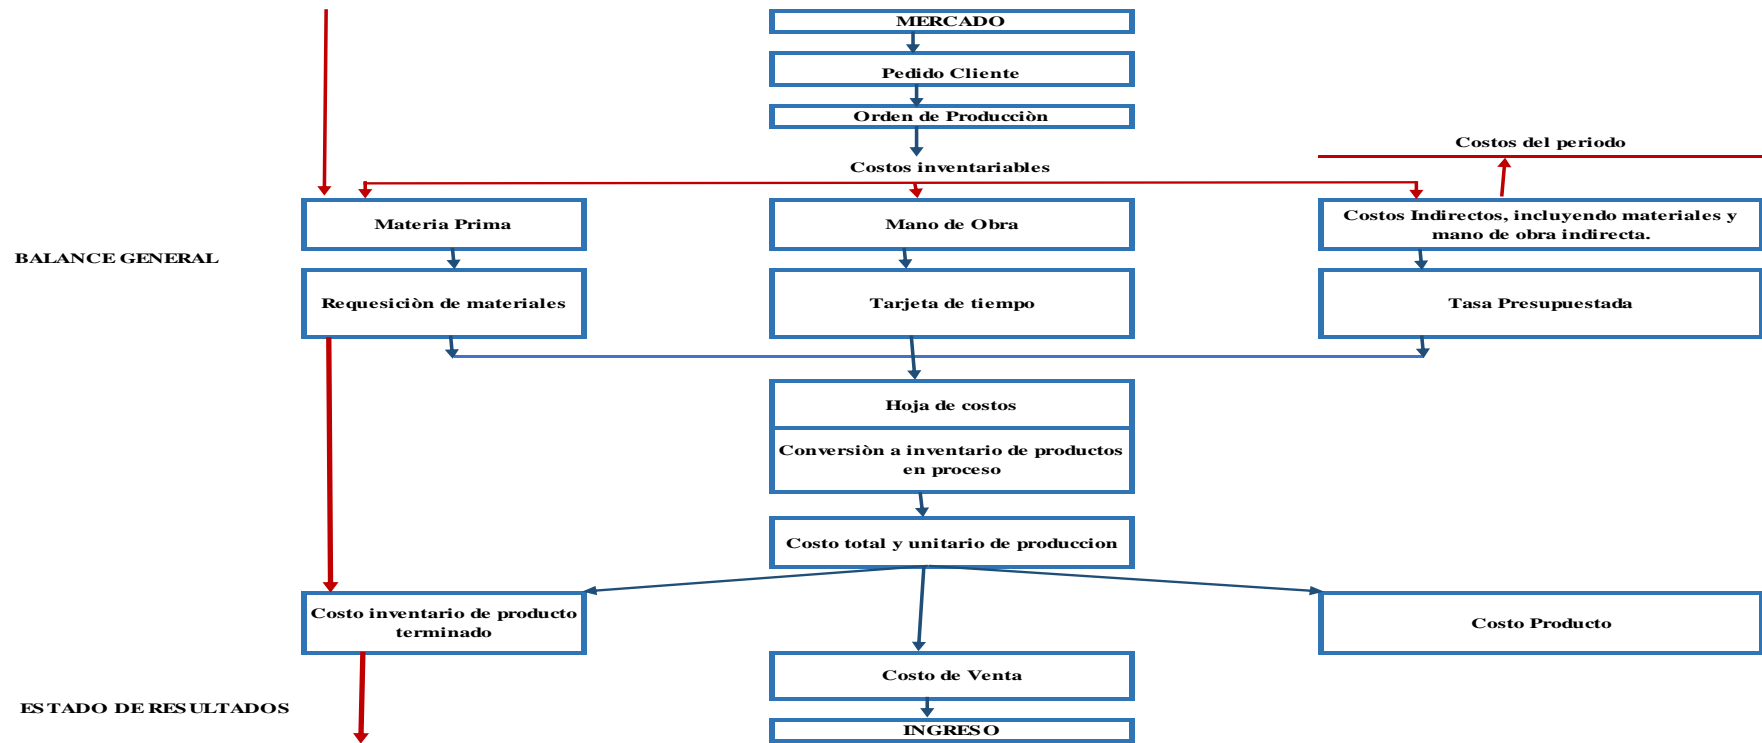 MERCADO
Pedido Cliente
Orden de Producciòn
Costos del periodo
Costos inventariables
Materia Prima
Mano de Obra
Costos Indirectos, incluyendo materiales y
mano de obra indirecta.
BALANCE GENERAL
Requesiciòn de materiales
Tarjeta de tiempo
Tasa Presupuestada
Hoja de costos
Conversiòn a inventario de productos
en proceso
Costo total y unitario de produccion
Costo inventario de producto
terminado
Costo Producto
Costo de Venta
ESTADO DE RESULTADOS
INGRESO